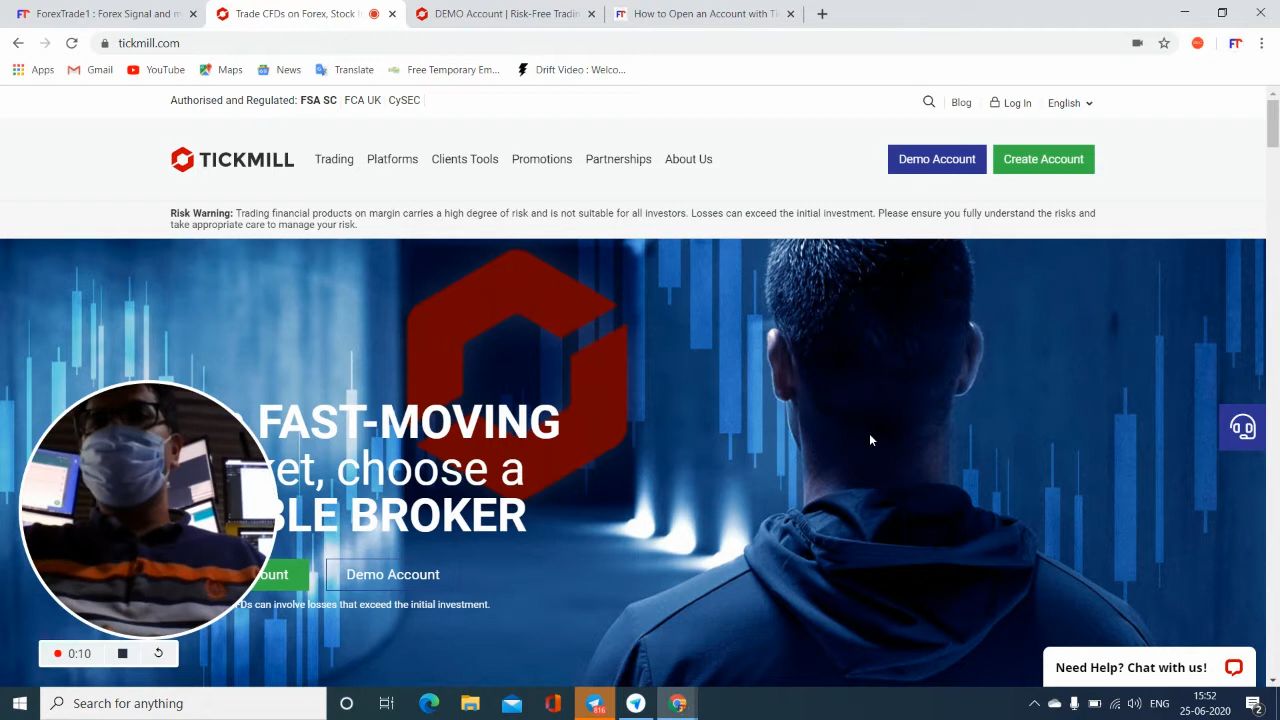 ForexTrade1 : Forex Signal and m
Trade CFDs on Forex, Stock I
DEMO Account | Risk-Free Tradin
How to Open an Account with Ti
tickmill.com
Apps
Gmail
YouTube
Maps
News
Translate
Free Temporary Em...
Drift Video : Welco...
Authorised and Regulated: FSA SC FCA UK CySEC
Blog
Log In
English
TICKMILL
Trading
Platforms
Clients Tools
Promotions
Partnerships
About Us
Demo Account
Create Account
Risk Warning: Trading financial products on margin carries a high degree of risk and is not suitable for all investors. Losses can exceed the initial investment. Please ensure you fully understand the risks and
take appropriate care to manage your risk.
FAST-MOVING
ket, choose a
BLE BROKER
ount
Demo Account
FDs can involve losses that exceed the initial investment.
0:10
Need Help? Chat with us!
Search for anything
816
ENG
15:52
25-06-2020
2